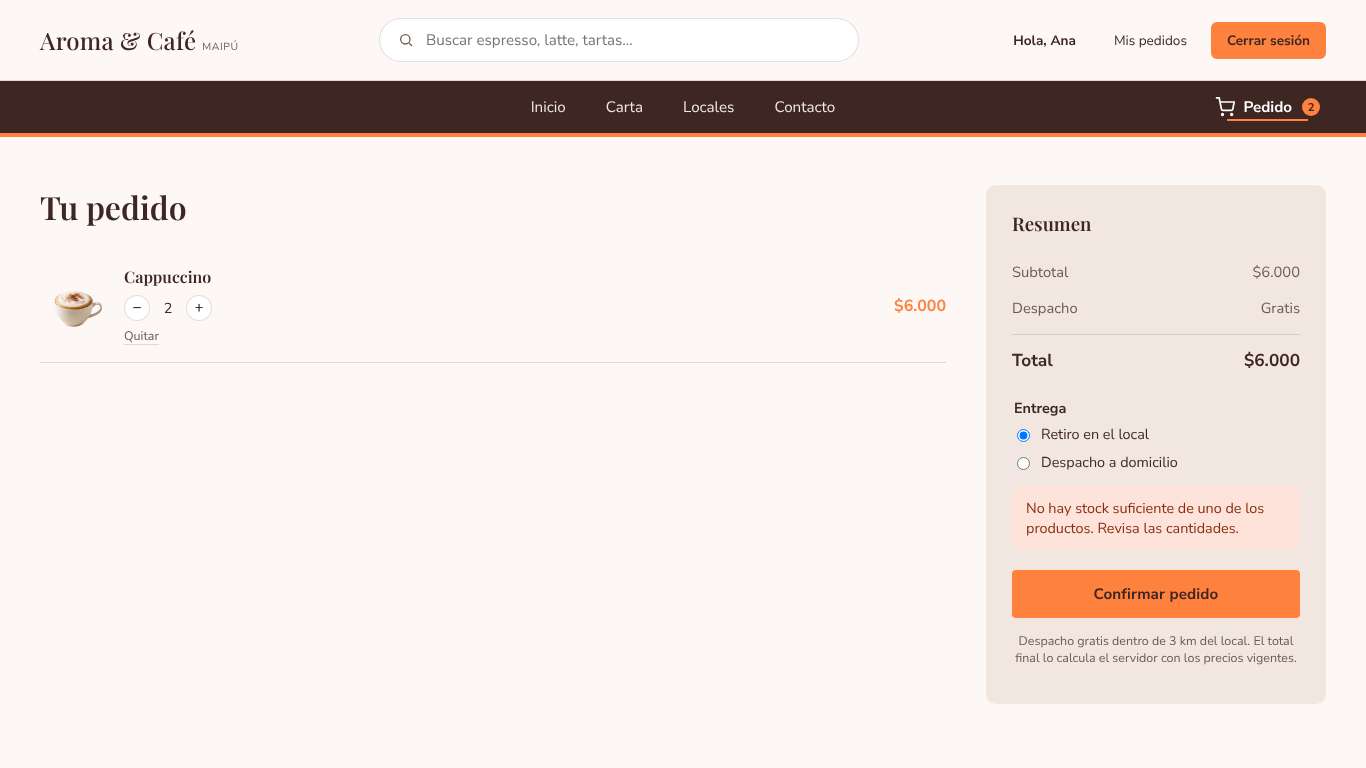 Aroma & Café MAIPÚ
Buscar espresso, latte, tartas...
Hola, Ana
Mis pedidos
Cerrar sesión
Inicio
Carta
Locales
Contacto
Pedido 2
Tu pedido
Cappuccino
− 2 +
Quitar
$6.000
Resumen
Subtotal $6.000
Despacho Gratis
Total $6.000
Entrega
Retiro en el local
Despacho a domicilio
No hay stock suficiente de uno de los
productos. Revisa las cantidades.
Confirmar pedido
Despacho gratis dentro de 3 km del local. El total
final lo calcula el servidor con los precios vigentes.